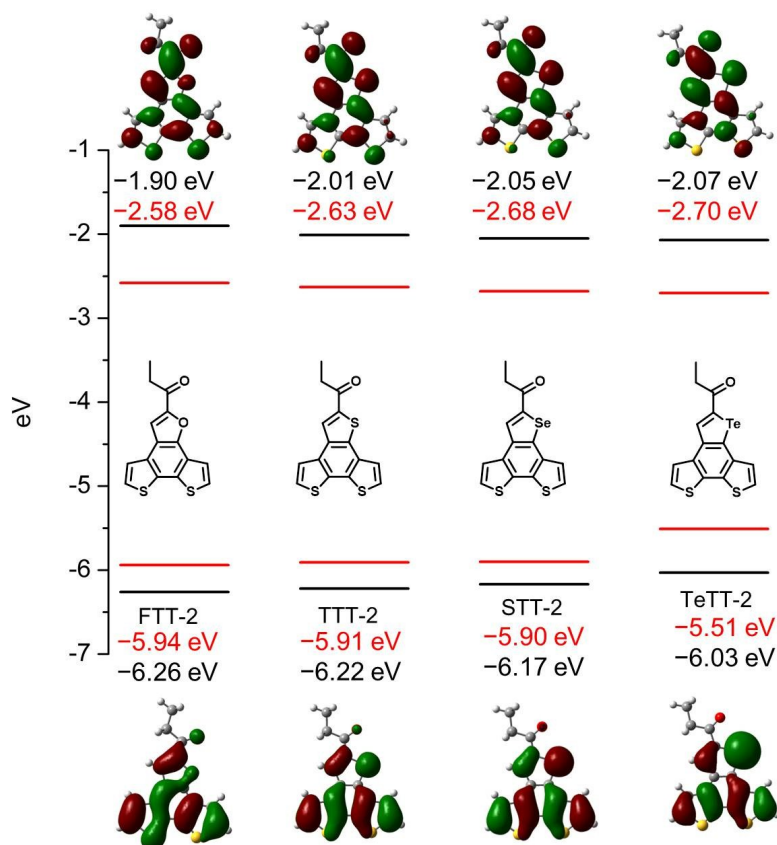 -1
−1.90 eV −2.01 eV −2.05 eV −2.07 eV
−2.58 eV −2.63 eV −2.68 eV −2.70 eV
-2
-3
O O O O
-4
eV
O S Se Te
-5
S S S S S S S S
-6
FTT-2 TTT-2 STT-2 TeTT-2
−5.94 eV −5.91 eV −5.90 eV −5.51 eV
-7
−6.26 eV −6.22 eV −6.17 eV −6.03 eV